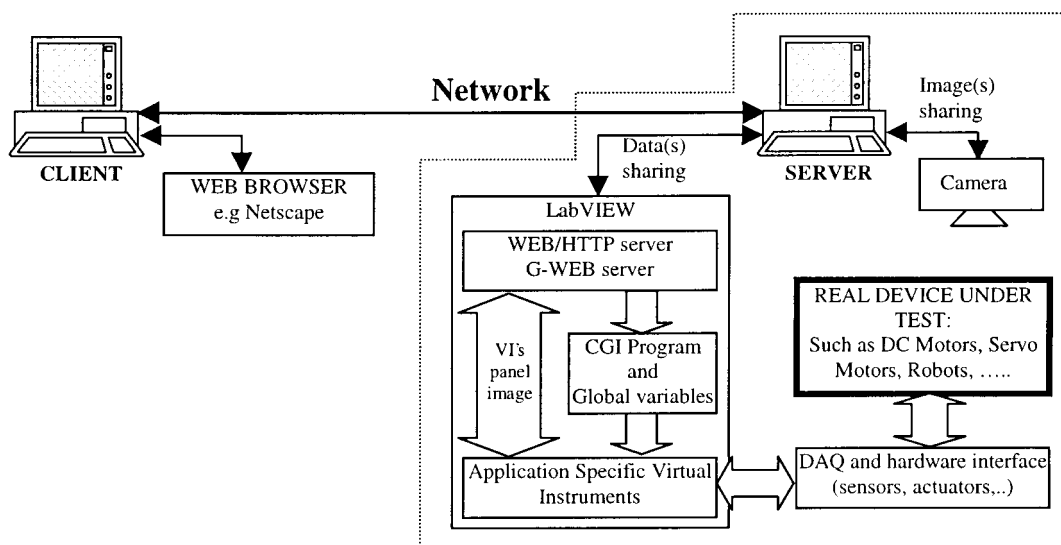 Network
CLIENT
WEB BROWSER
e.g Netscape
SERVER
Image(s)
sharing
Camera
Data(s)
sharing
LabVIEW
WEB/HTTP server
G-WEB server
VI's
panel
image
CGI Program
and
Global variables
Application Specific Virtual
Instruments
REAL DEVICE UNDER
TEST:
Such as DC Motors, Servo
Motors, Robots, …..
DAQ and hardware interface
(sensors, actuators,..)